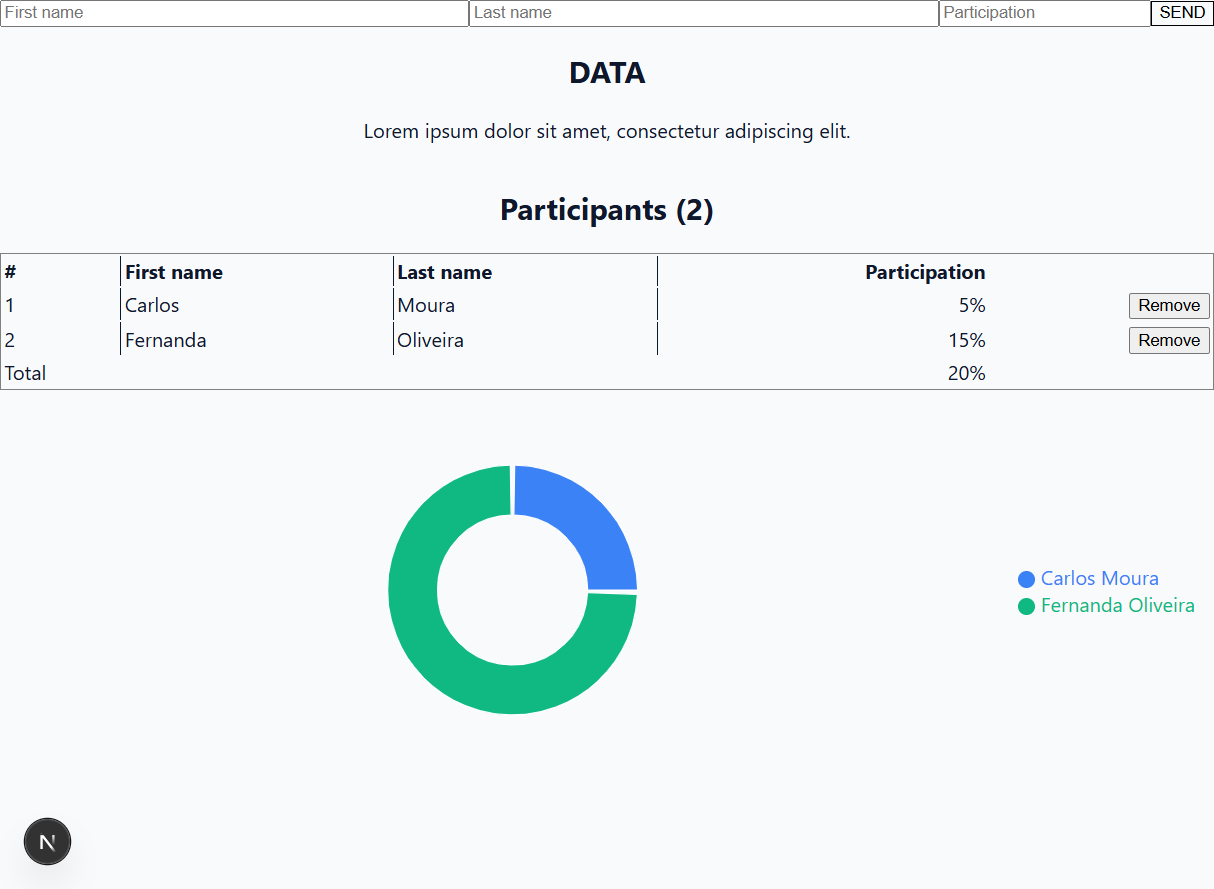 First name Last name Participation SEND
DATA
Lorem ipsum dolor sit amet, consectetur adipiscing elit.
Participants (2)
# First name Last name Participation
1 Carlos Moura 5% Remove
2 Fernanda Oliveira 15% Remove
Total 20%
Carlos Moura
Fernanda Oliveira
N